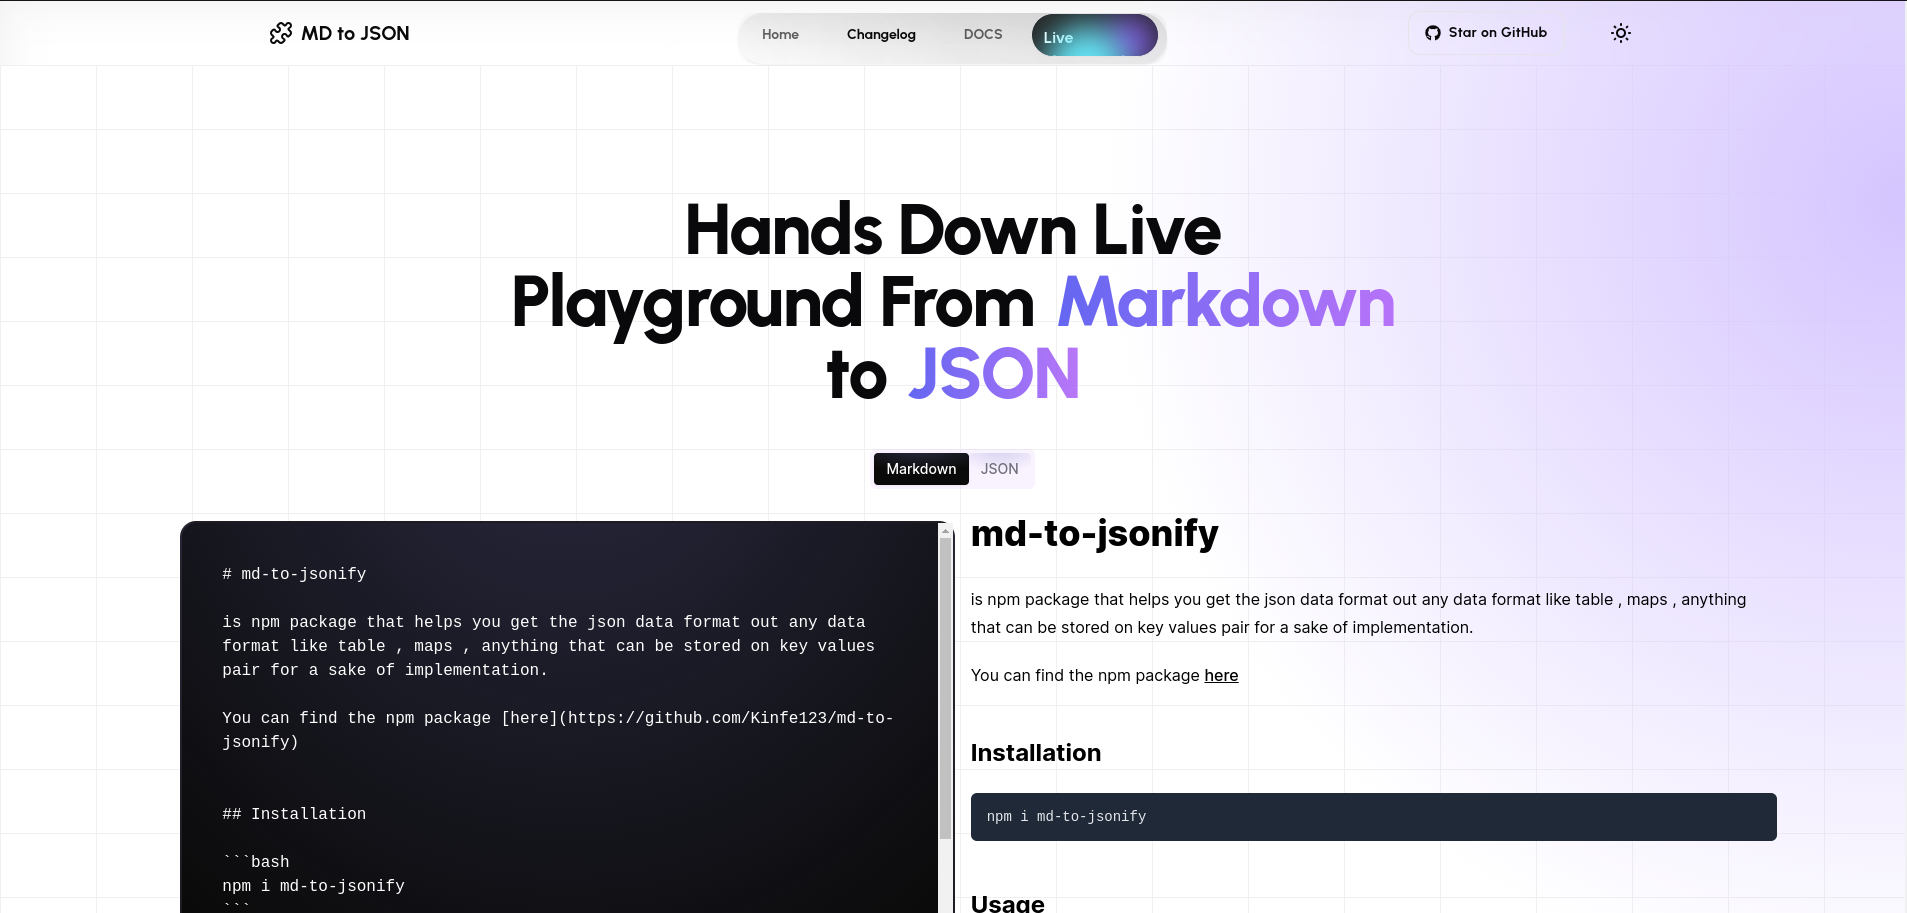 MD to JSON
Home
Changelog
DOCS
Live
Star on GitHub
Hands Down Live
Playground From Markdown
to JSON
Markdown
JSON
# md-to-jsonify
is npm package that helps you get the json data format out any data
format like table , maps , anything that can be stored on key values
pair for a sake of implementation.
You can find the npm package [here](https://github.com/Kinfe123/md-to-
jsonify)
## Installation
```bash
npm i md-to-jsonify
```
md-to-jsonify
is npm package that helps you get the json data format out any data format like table , maps , anything
that can be stored on key values pair for a sake of implementation.
You can find the npm package here
Installation
npm i md-to-jsonify
Usage